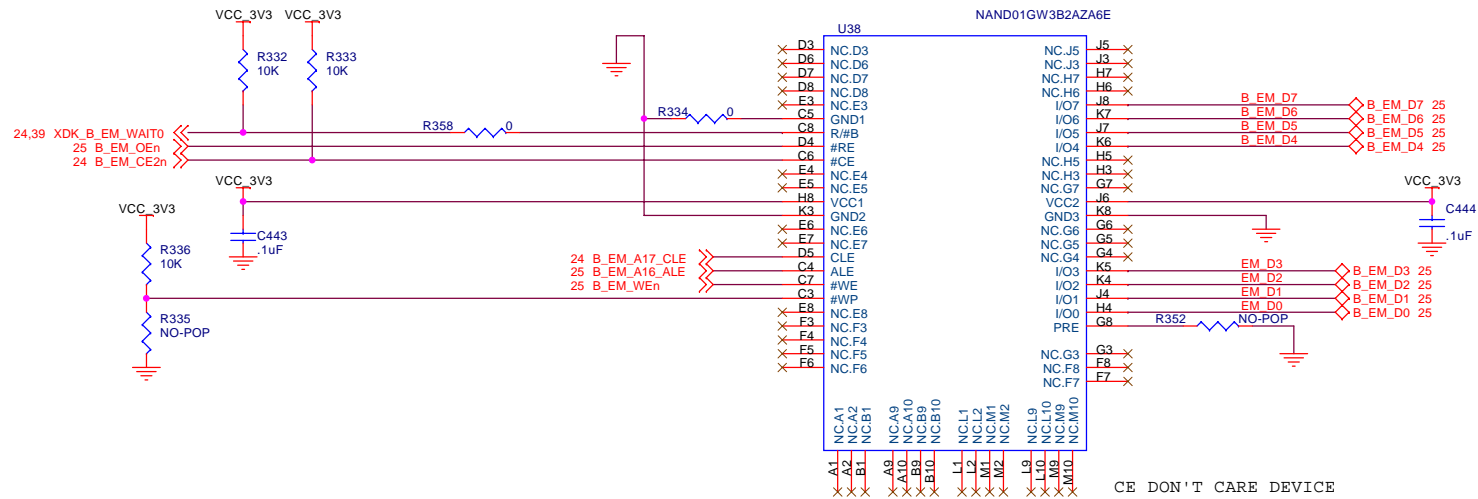 NAND01GW3B2AZA6E
VCC_3V3
VCC_3V3
U38
R332
10K
R333
10K
D3 NC.D3
D6 NC.D6
D7 NC.D7
D8 NC.D8
E3 NC.E3
R334 0
C5 GND1
24,39 XDK_B_EM_WAIT0
R358 0
C8 R/#B
25 B_EM_OEn
D4 #RE
24 B_EM_CE2n
C6 #CE
E4 NC.E4
E5 NC.E5
VCC_3V3
H8 VCC1
K3 GND2
C443
.1uF
E6 NC.E6
E7 NC.E7
24 B_EM_A17_CLE
D5 CLE
25 B_EM_A16_ALE
C4 ALE
25 B_EM_WEn
C7 #WE
C3 #WP
VCC_3V3
R336
10K
R335
NO-POP
E8 NC.E8
F3 NC.F3
F4 NC.F4
F5 NC.F5
F6 NC.F6
NC.J5 J5
NC.J3 J3
NC.H7 H7
NC.H6 H6
I/O7 J8 B_EM_D7 B_EM_D7 25
I/O6 K7 B_EM_D6 B_EM_D6 25
I/O5 J7 B_EM_D5 B_EM_D5 25
I/O4 K6 B_EM_D4 B_EM_D4 25
NC.H5 H5
NC.H3 H3
NC.G7 G7
VCC_3V3
VCC2 J6
GND3 K8
C444
.1uF
NC.G6 G6
NC.G5 G5
NC.G4 G4
I/O3 K5 EM_D3 B_EM_D3 25
I/O2 K4 EM_D2 B_EM_D2 25
I/O1 J4 EM_D1 B_EM_D1 25
I/O0 H4 EM_D0 B_EM_D0 25
PRE G8 R352 NO-POP
NC.G3 G3
NC.F8 F8
NC.F7 F7
NC.A1 A1
NC.A2 A2
NC.B1 B1
NC.A9 A9
NC.A10 A10
NC.B9 B9
NC.B10 B10
NC.L1 L1
NC.L2 L2
NC.M1 M1
NC.M2 M2
NC.L9 L9
NC.L10 L10
NC.M9 M9
NC.M10 M10
CE DON'T CARE DEVICE